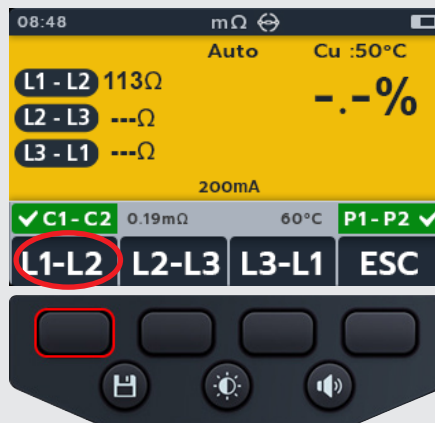 08:48 mΩ
Auto Cu :50°C
L1 - L2 113Ω
-.-%
L2 - L3 ---Ω
L3 - L1 ---Ω
200mA
✓ C1 - C2 0.19mΩ 60°C P1 - P2 ✓
L1-L2 L2-L3 L3-L1 ESC